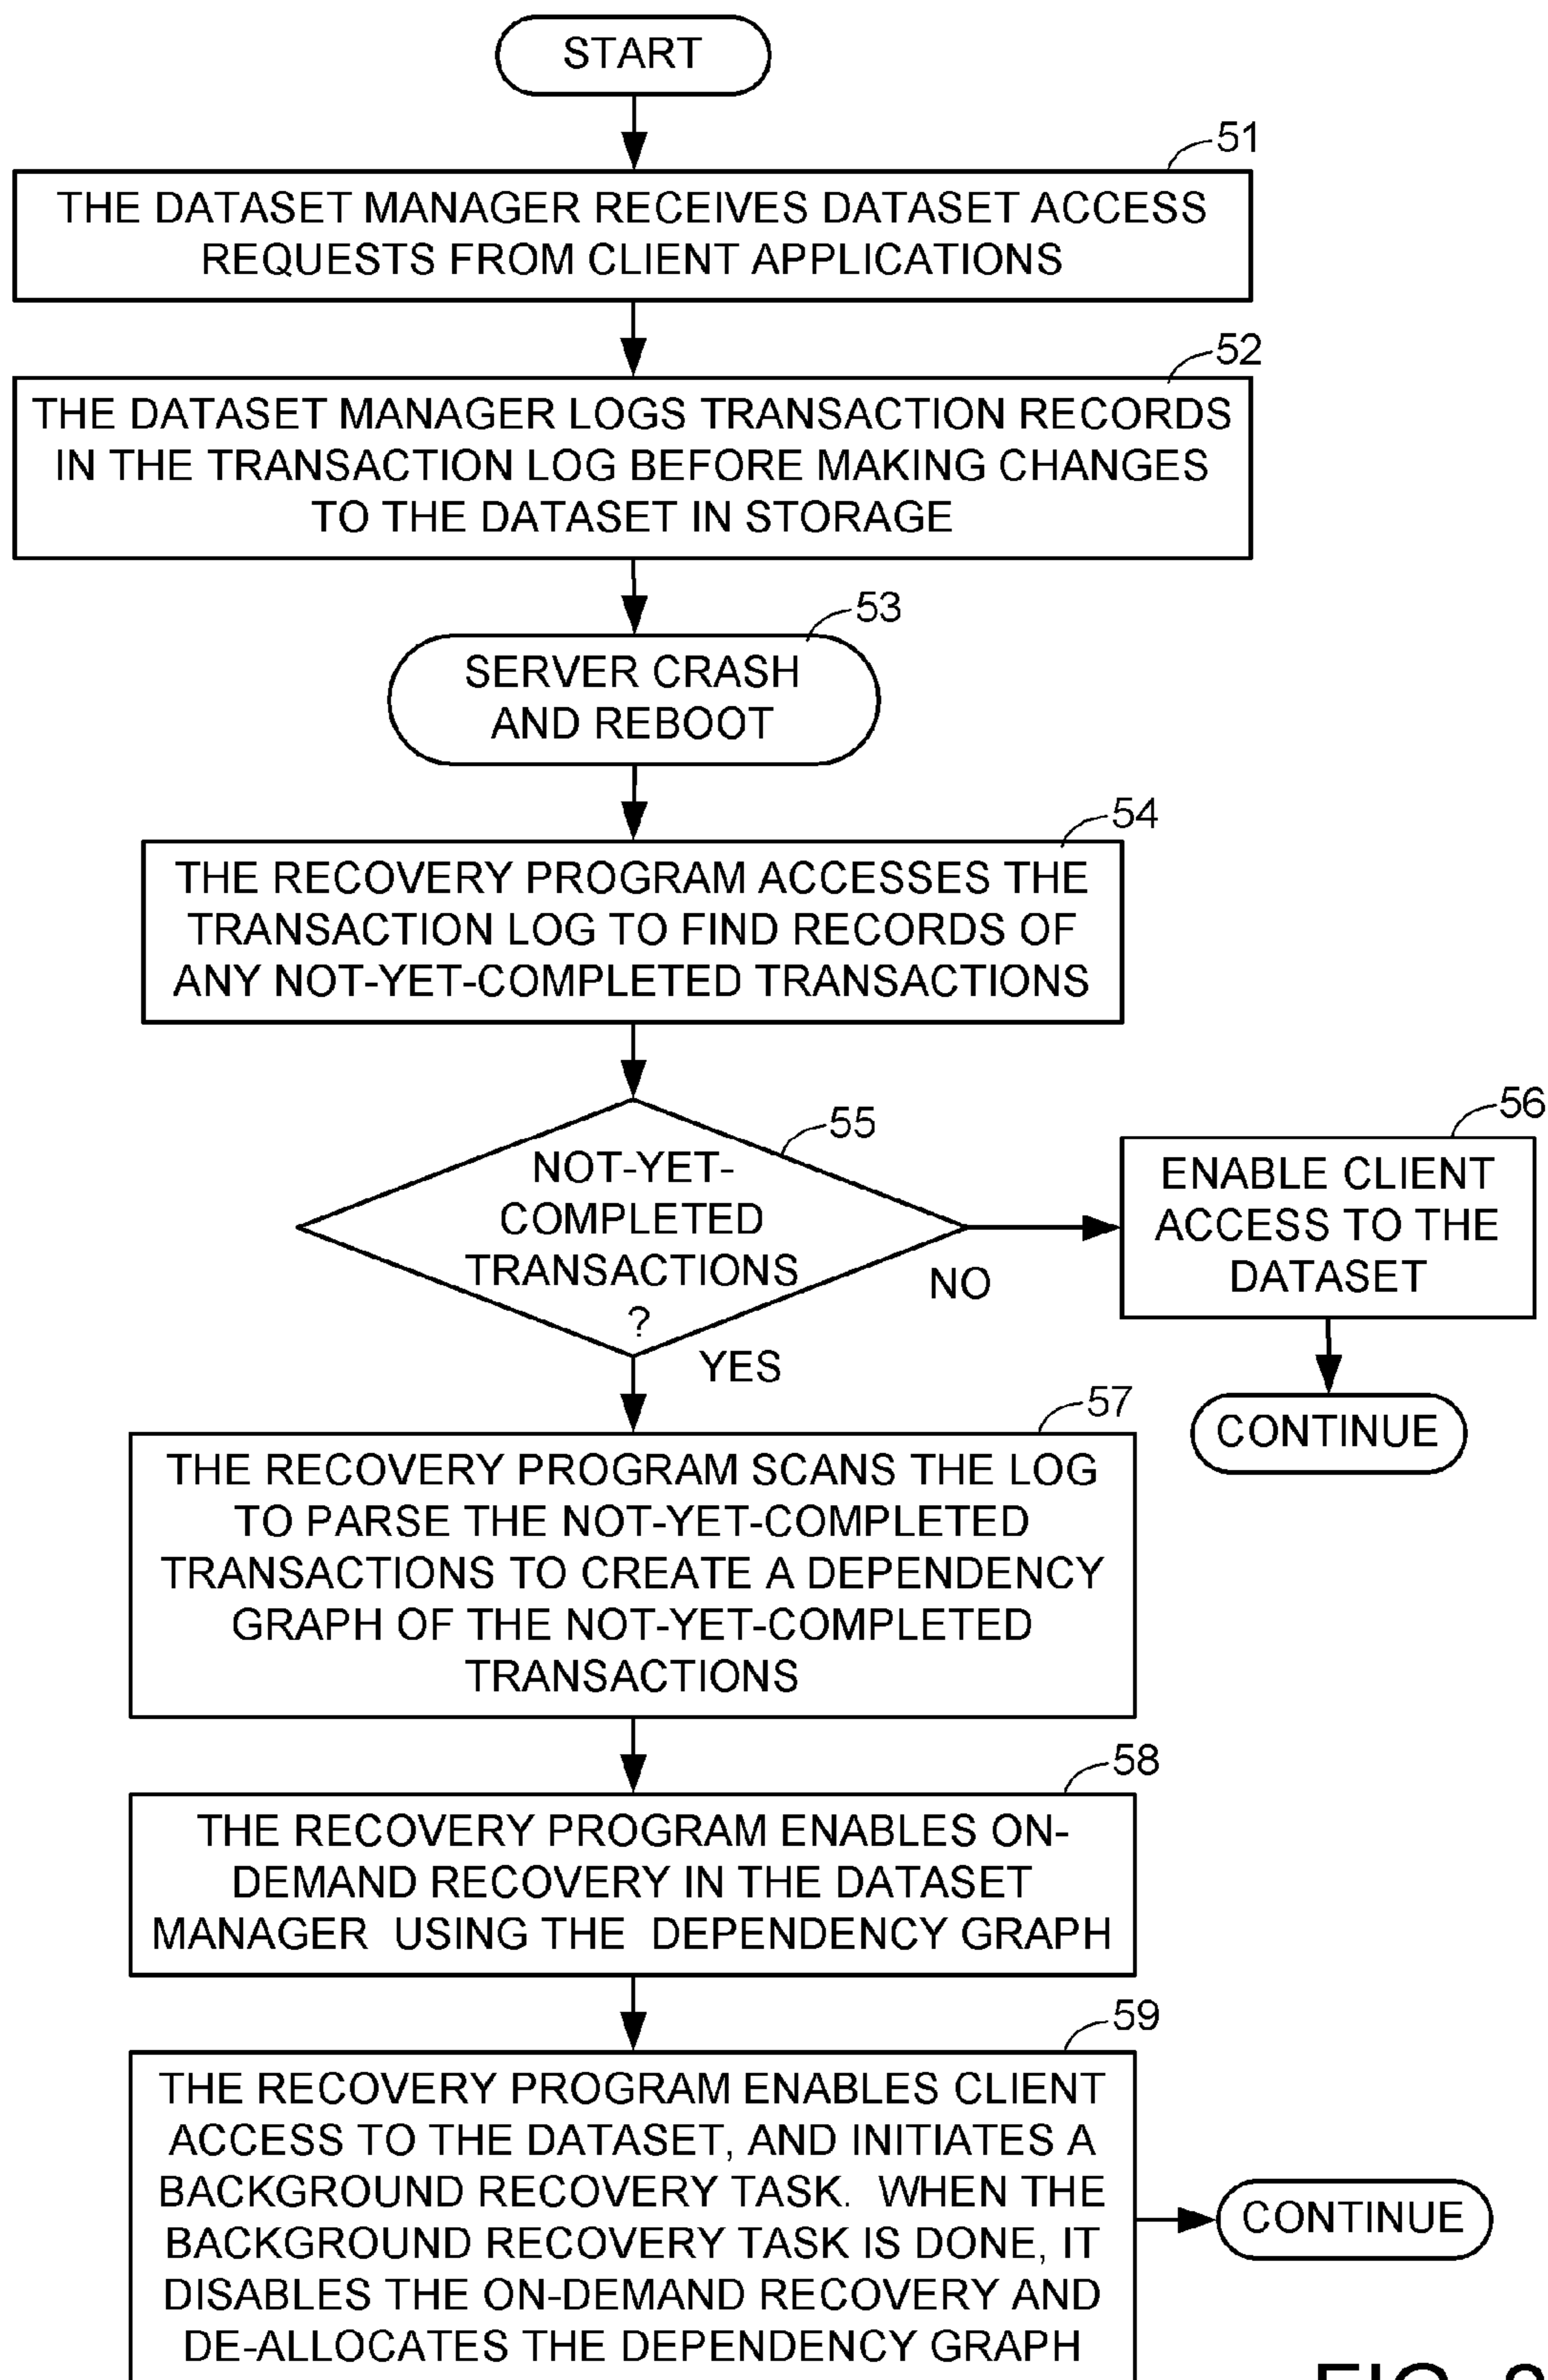 START
51
THE DATASET MANAGER RECEIVES DATASET ACCESS
REQUESTS FROM CLIENT APPLICATIONS
52
THE DATASET MANAGER LOGS TRANSACTION RECORDS
IN THE TRANSACTION LOG BEFORE MAKING CHANGES
TO THE DATASET IN STORAGE
53
SERVER CRASH
AND REBOOT
54
THE RECOVERY PROGRAM ACCESSES THE
TRANSACTION LOG TO FIND RECORDS OF
ANY NOT-YET-COMPLETED TRANSACTIONS
55
NOT-YET-
COMPLETED
TRANSACTIONS
?
NO
YES
56
ENABLE CLIENT
ACCESS TO THE
DATASET
CONTINUE
57
THE RECOVERY PROGRAM SCANS THE LOG
TO PARSE THE NOT-YET-COMPLETED
TRANSACTIONS TO CREATE A DEPENDENCY
GRAPH OF THE NOT-YET-COMPLETED
TRANSACTIONS
58
THE RECOVERY PROGRAM ENABLES ON-
DEMAND RECOVERY IN THE DATASET
MANAGER USING THE DEPENDENCY GRAPH
59
THE RECOVERY PROGRAM ENABLES CLIENT
ACCESS TO THE DATASET, AND INITIATES A
BACKGROUND RECOVERY TASK. WHEN THE
BACKGROUND RECOVERY TASK IS DONE, IT
DISABLES THE ON-DEMAND RECOVERY AND
DE-ALLOCATES THE DEPENDENCY GRAPH
CONTINUE